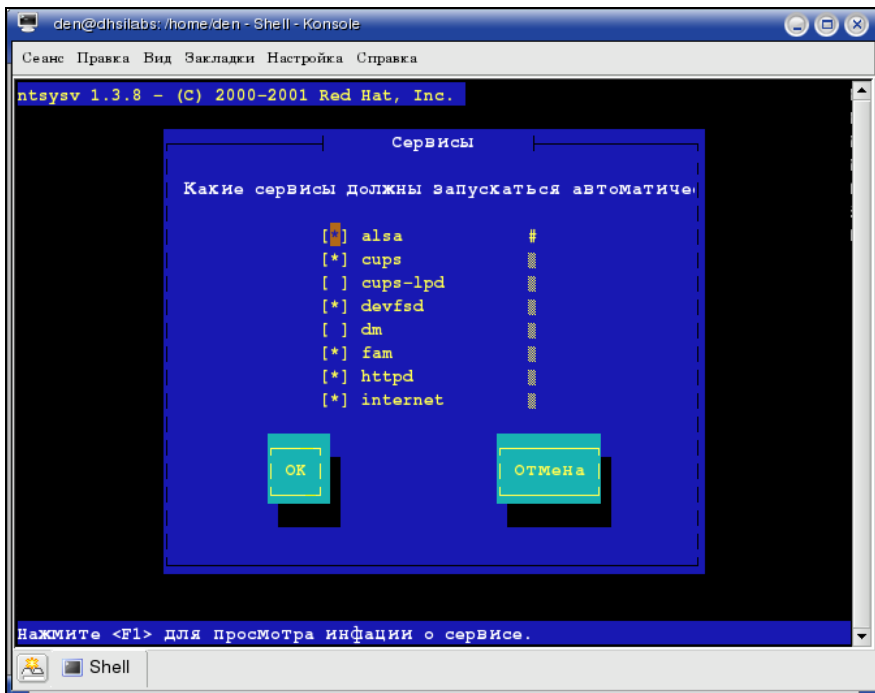 den@dhsilabs: /home/den - Shell - Konsole
Сеанс Правка Вид Закладки Настройка Справка
ntsysv 1.3.8 - (C) 2000-2001 Red Hat, Inc.
Сервисы
Какие сервисы должны запускаться автоматичес
[*] alsa #
[*] cups
[ ] cups-lpd
[*] devfsd
[ ] dm
[*] fam
[*] httpd
[*] internet
OK Отмена
Нажмите <F1> для просмотра инфации о сервисе.
Shell